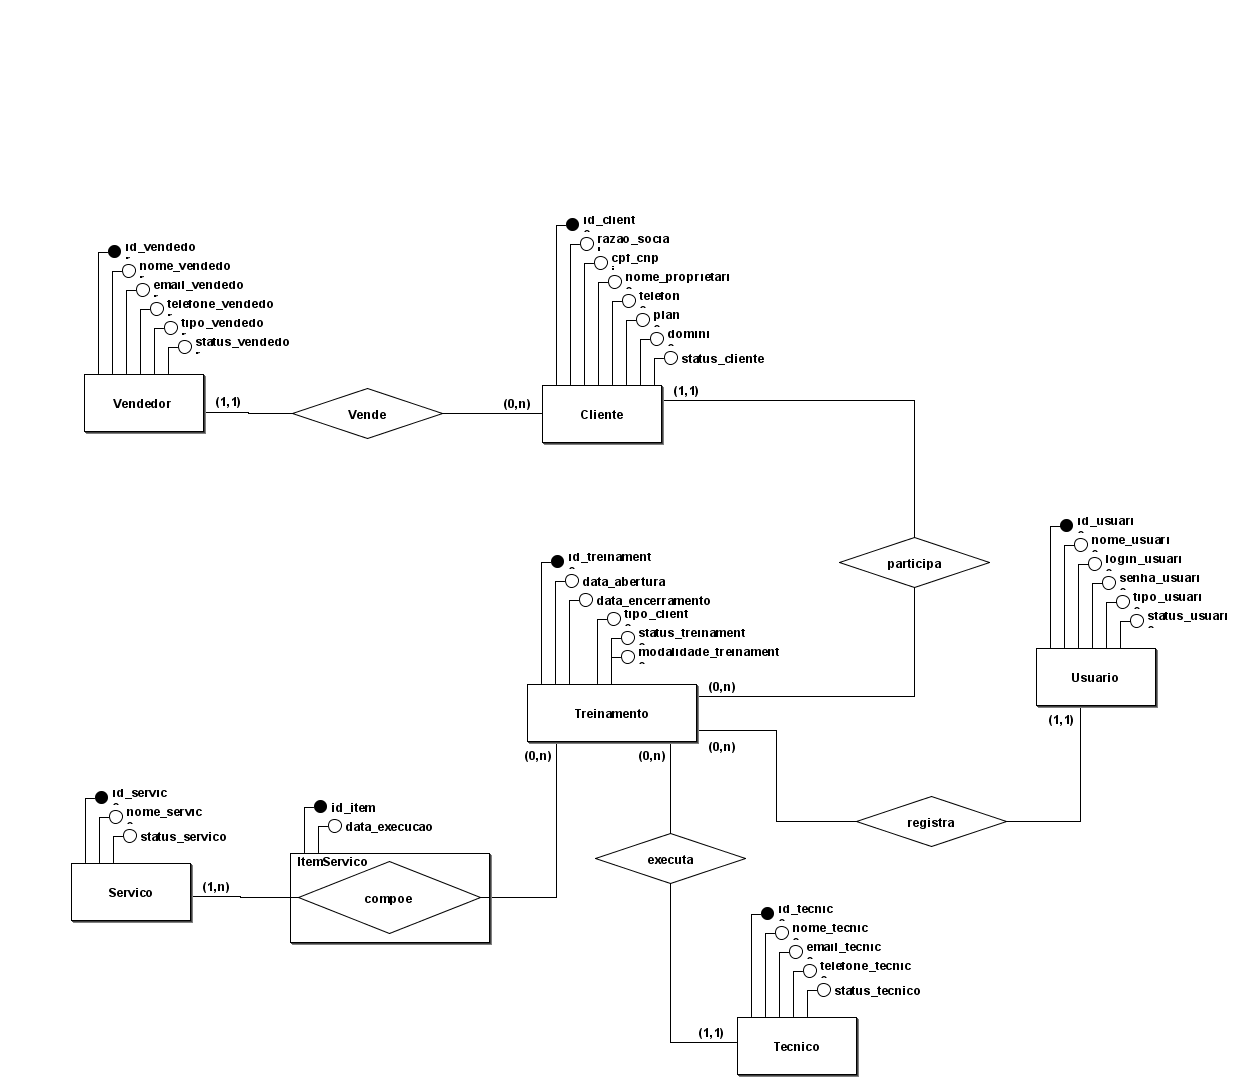 id_client
razao_socia
cpf_cnp
nome_proprietari
telefon
plan
domini
status_cliente
id_vendedo
nome_vendedo
email_vendedo
telefone_vendedo
tipo_vendedo
status_vendedo
Vendedor
(1,1)
Vende
(0,n)
Cliente
(1,1)
participa
id_treinament
data_abertura
data_encerramento
tipo_client
status_treinament
modalidade_treinament
id_usuari
nome_usuari
login_usuari
senha_usuari
tipo_usuari
status_usuari
Usuario
(1,1)
Treinamento
(0,n)
(0,n)
(0,n)
(0,n)
registra
id_servic
nome_servic
status_servico
Servico
(1,n)
id_item
data_execucao
ItemServico
compoe
executa
id_tecnic
nome_tecnic
email_tecnic
telefone_tecnic
status_tecnico
(1,1)
Tecnico